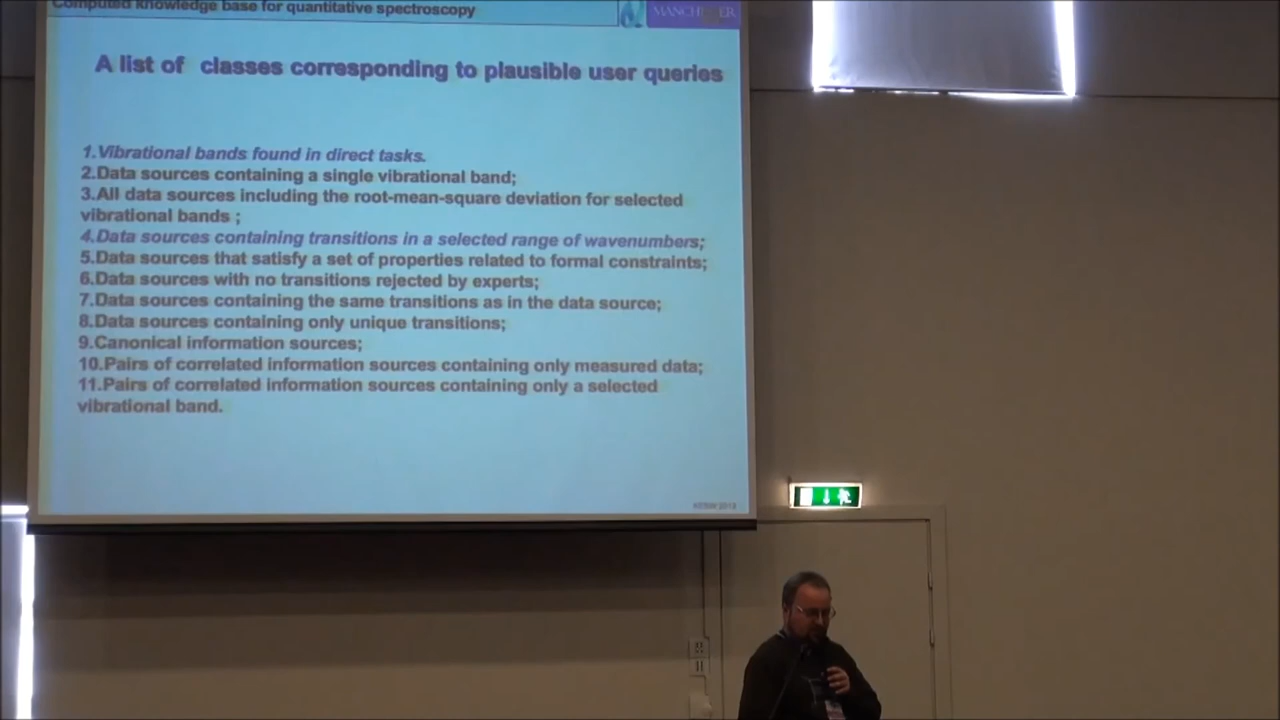 Computed knowledge base for quantitative spectroscopy
MANCHESTER
A list of classes corresponding to plausible user queries
1.Vibrational bands found in direct tasks.
2.Data sources containing a single vibrational band;
3.All data sources including the root-mean-square deviation for selected
vibrational bands ;
4.Data sources containing transitions in a selected range of wavenumbers;
5.Data sources that satisfy a set of properties related to formal constraints;
6.Data sources with no transitions rejected by experts;
7.Data sources containing the same transitions as in the data source;
8.Data sources containing only unique transitions;
9.Canonical information sources;
10.Pairs of correlated information sources containing only measured data;
11.Pairs of correlated information sources containing only a selected
vibrational band.